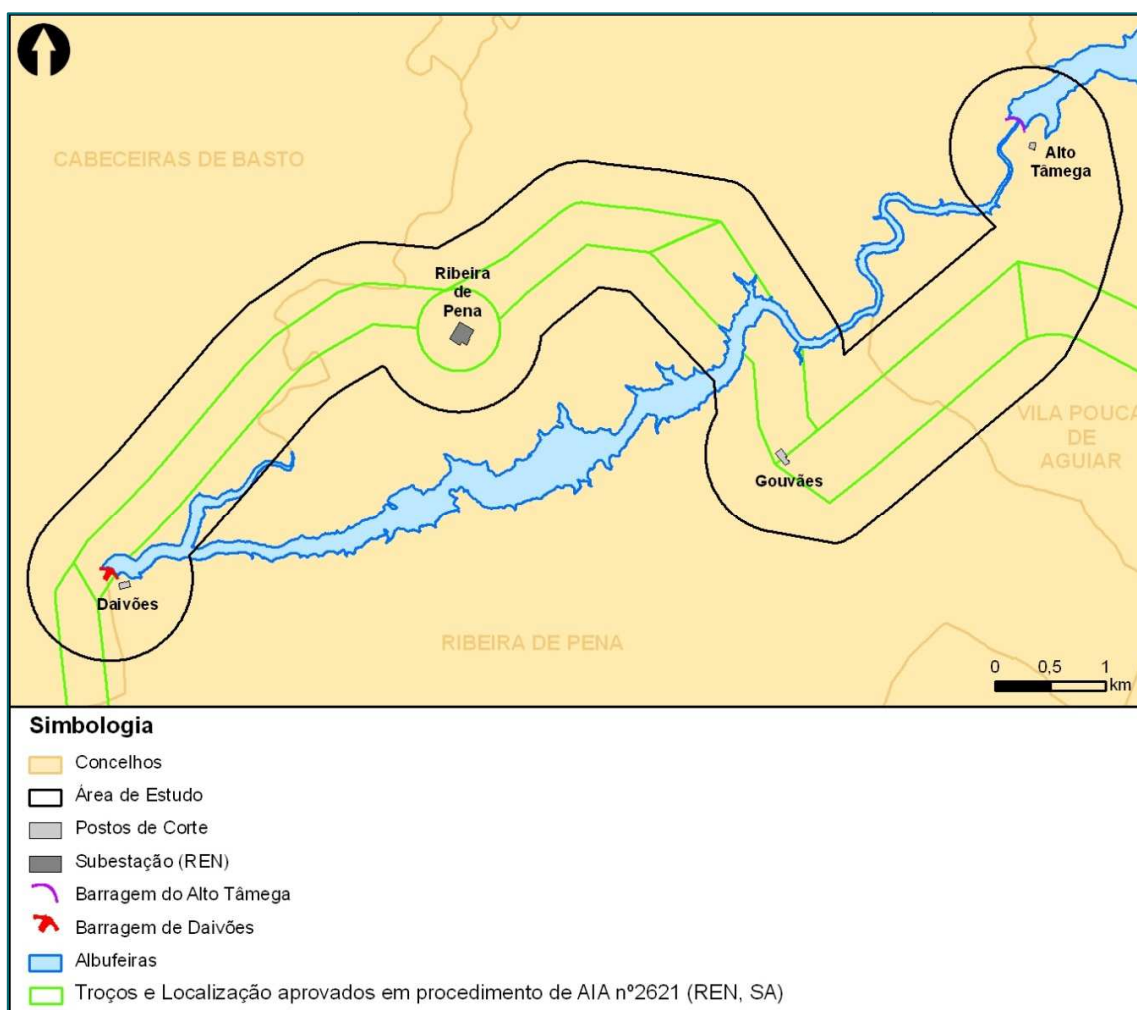 CABECEIRAS DE BASTO
Alto
Tâmega
Ribeira
de
Pena
VILA POUCA
DE
AGUIAR
Gouvães
Daivões
RIBEIRA DE PENA
0 0,5 1
km
Simbologia
Concelhos
Área de Estudo
Postos de Corte
Subestação (REN)
Barragem do Alto Tâmega
Barragem de Daivões
Albufeiras
Troços e Localização aprovados em procedimento de AIA nº2621 (REN, SA)